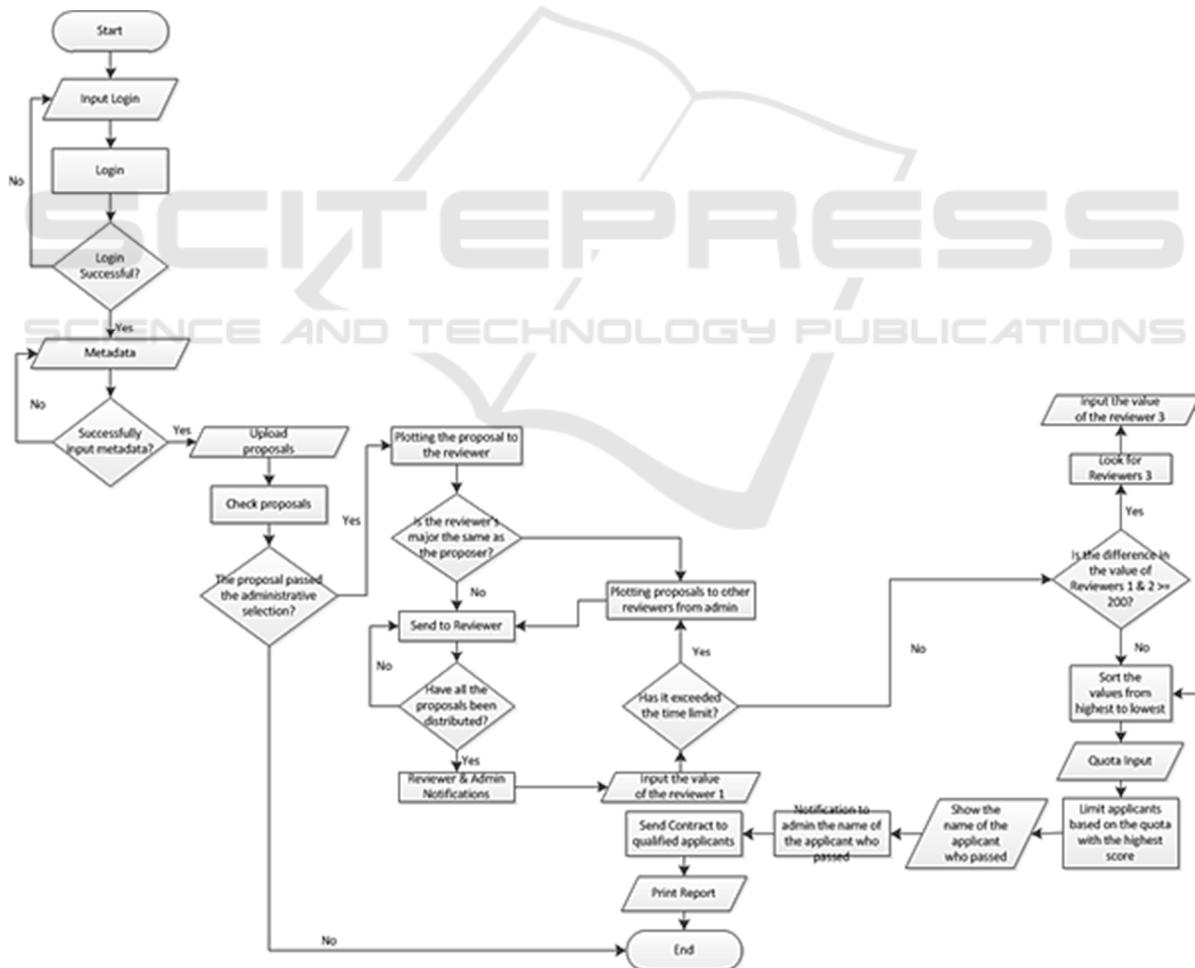 Start
Input Login
Login
No
Login
Successful?
Yes
Metadata
No
Successfully
input metadata?
Yes
Upload
proposals
Check proposals
The proposal passed
the administrative
selection?
Yes
No
Plotting the proposal to
the reviewer
Is the reviewer's
major the same as
the proposer?
No
Plotting proposals to other
reviewers from admin
Send to Reviewer
No
Have all the
proposals been
distributed?
Yes
Reviewer & Admin
Notifications
Input the value
of the reviewer 1
Has it exceeded
the time limit?
Yes
No
Is the difference in
the value of
Reviewers 1 & 2 >=
200?
Yes
Look for
Reviewers 3
Input the value
of the reviewer 3
No
Sort the
values from
highest to lowest
Quota Input
Limit applicants
based on the quota
with the highest
score
Show the
name of the
applicant
who passed
Notification to
admin the name of
the applicant who
passed
Send Contract to
qualified applicants
Print Report
End
SCITEPRESS
SCIENCE AND TECHNOLOGY PUBLICATIONS